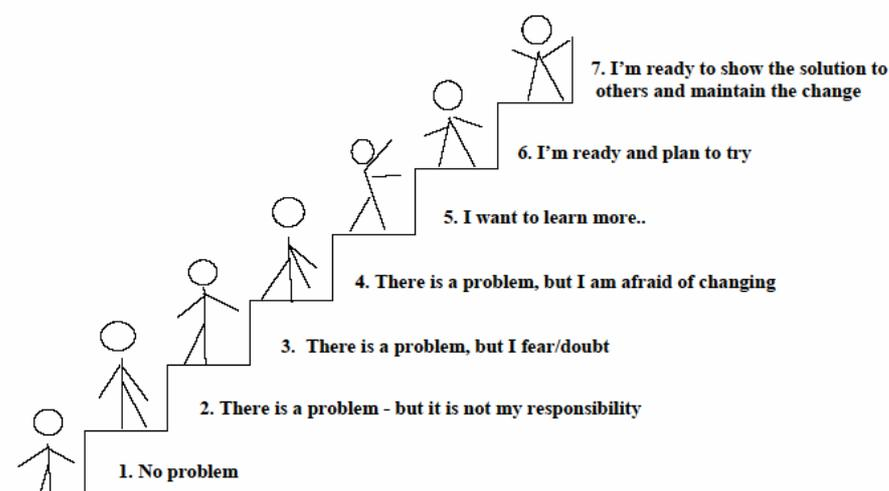 7. I’m ready to show the solution to
others and maintain the change
6. I’m ready and plan to try
5. I want to learn more..
4. There is a problem, but I am afraid of changing
3. There is a problem, but I fear/doubt
2. There is a problem - but it is not my responsibility
1. No problem